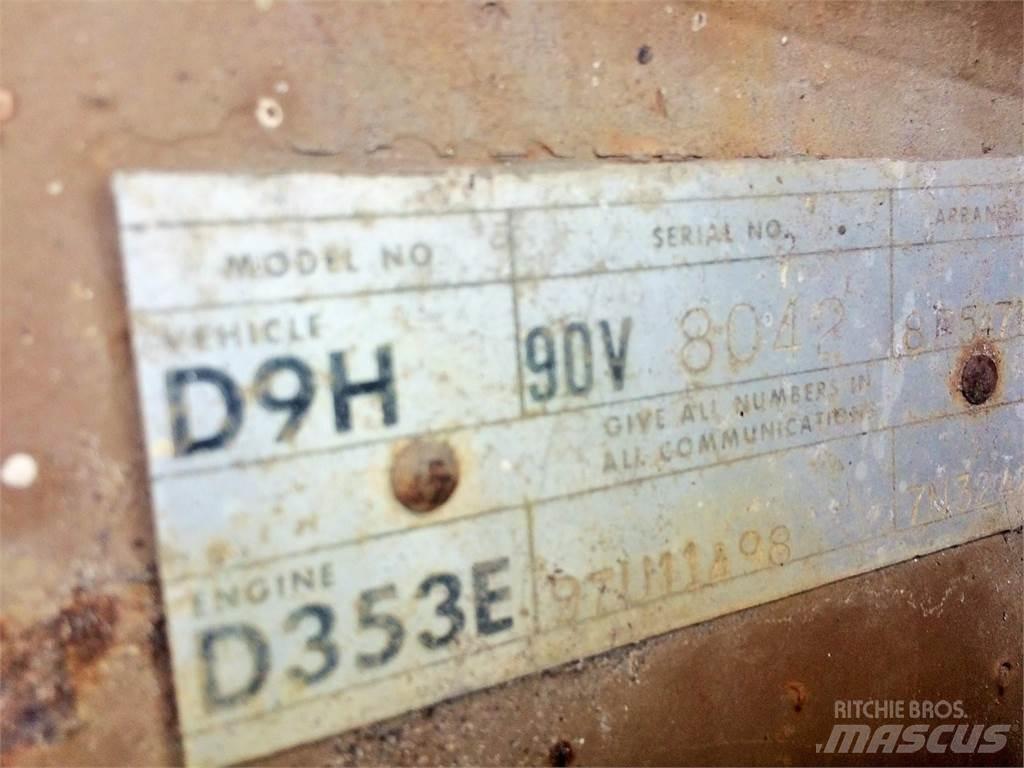 MODEL NO
SERIAL NO.
VEHICLE
D9H
90V 8042
GIVE ALL NUMBERS IN
ALL COMMUNICATIONS
ENGINE
D353E
RITCHIE BROS.
MASCUS